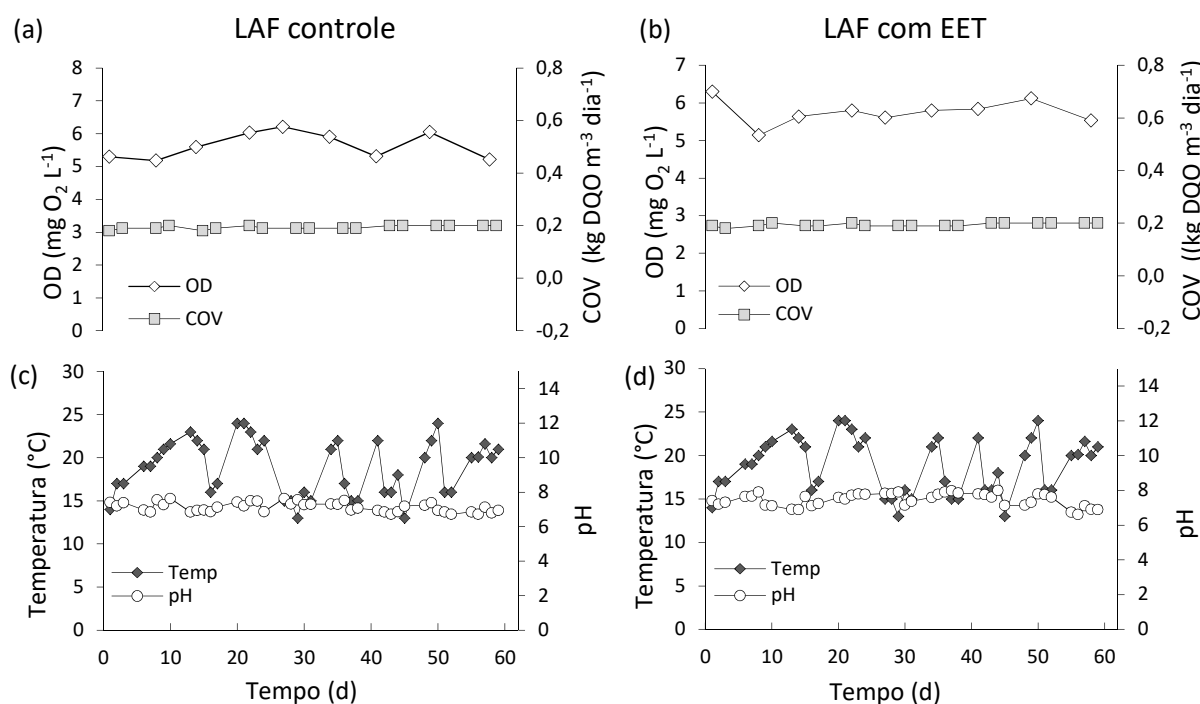 (a) LAF controle
(b) LAF com EET
OD (mg O₂ L⁻¹)
8
7
6
5
4
3
2
1
0
0,8
0,6
0,4
0,2
0,0
-0,2
COV (kg DQO m⁻³ dia⁻¹)
OD
COV
OD (mg O₂ L⁻¹)
7
6
5
4
3
2
1
0
0,8
0,6
0,4
0,2
0,0
-0,2
COV ((kg DQO m⁻³ dia⁻¹)
OD
COV
(c)
Temperatura (°C)
30
25
20
15
10
5
0
14
12
10
8
6
4
2
0
pH
Temp
pH
0 10 20 30 40 50 60
Tempo (d)
(d)
Temperatura (°C)
30
25
20
15
10
5
0
14
12
10
8
6
4
2
0
pH
Temp
pH
0 10 20 30 40 50 60
Tempo (d)